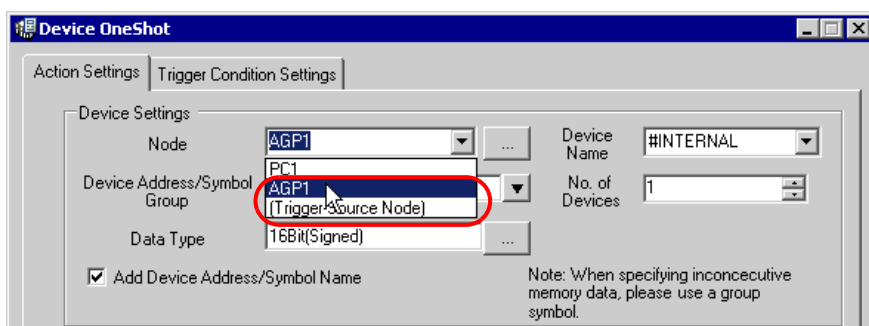 Device OneShot
Action Settings
Trigger Condition Settings
Device Settings
Node
AGP1
...
Device
Name
#INTERNAL
PC1
AGP1
(Trigger Source Node)
Device Address/Symbol
Group
No. of
Devices
1
Data Type
16Bit(Signed)
...
Add Device Address/Symbol Name
Note: When specifying inconcecutive
memory data, please use a group
symbol.